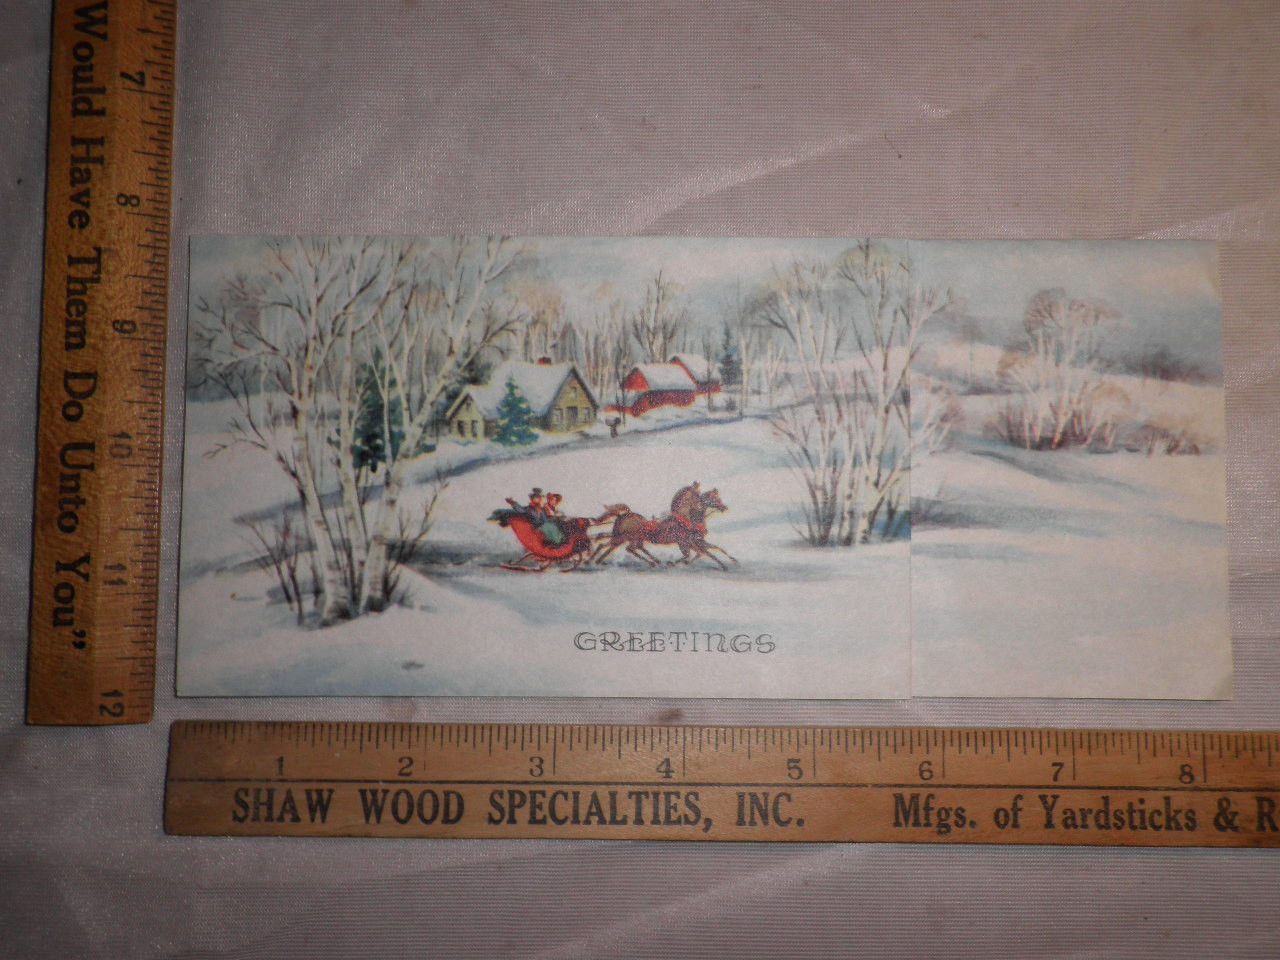 Would Have Them Do Unto You"
7
8
9
10
11
12
GREETINGS
1 2 3 4 5 6 7 8
SHAW WOOD SPECIALTIES, INC. Mfgs. of Yardsticks & R